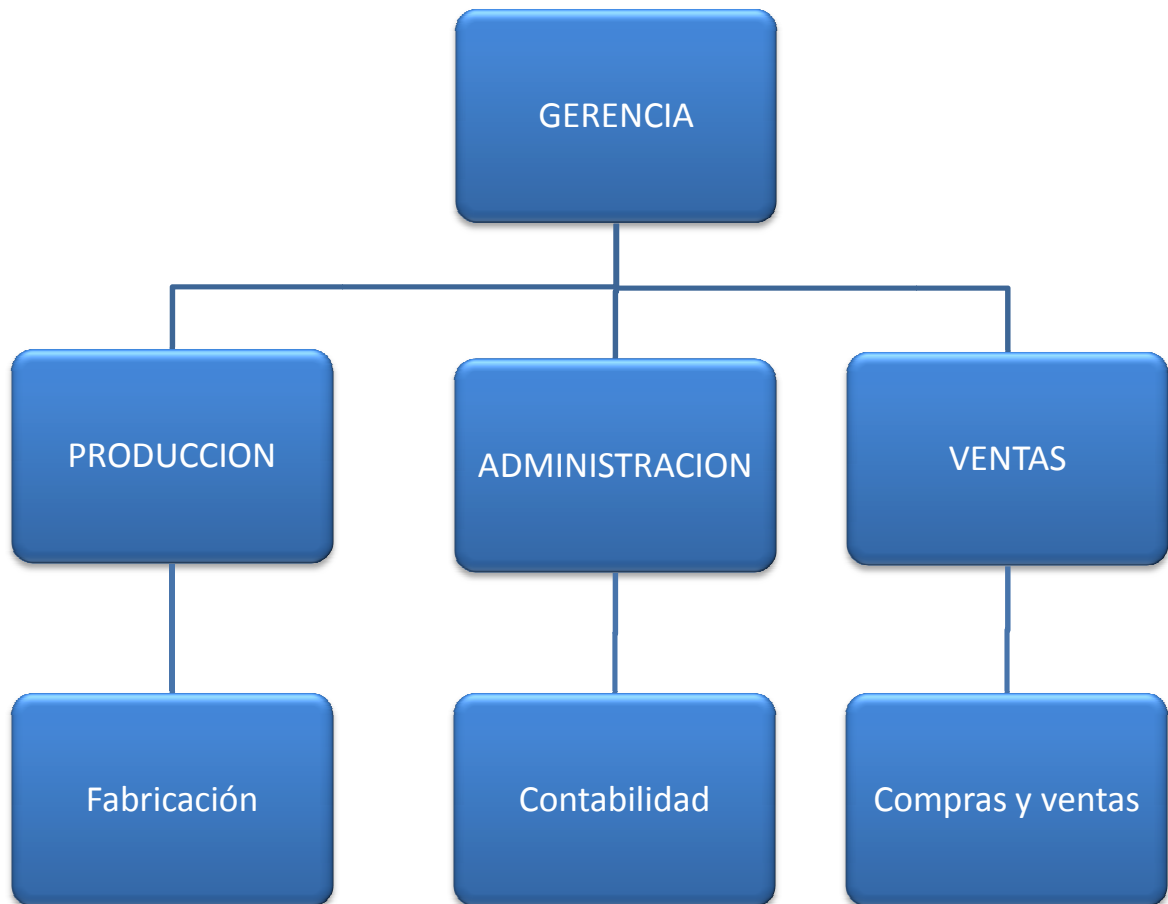 GERENCIA
PRODUCCION
ADMINISTRACION
VENTAS
Fabricación
Contabilidad
Compras y ventas